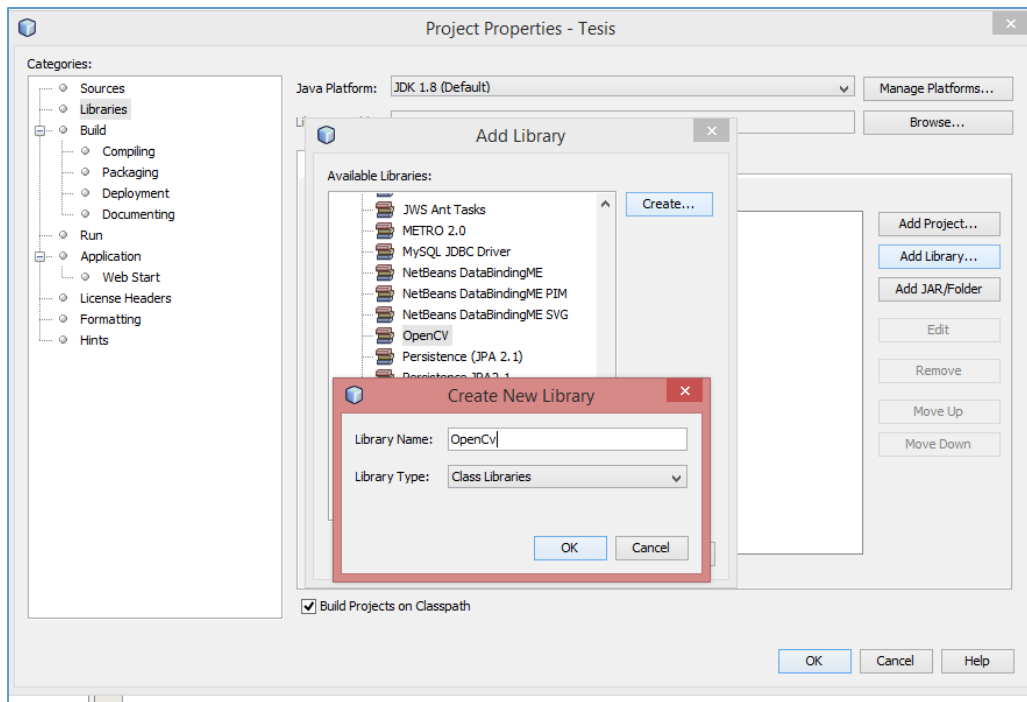 Project Properties - Tesis
Categories:
Sources
Libraries
Build
Compiling
Packaging
Deployment
Documenting
Run
Application
Web Start
License Headers
Formatting
Hints
Java Platform: JDK 1.8 (Default) Manage Platforms...
Browse...
Add Library
Available Libraries:
JWS Ant Tasks
METRO 2.0
MySQL JDBC Driver
NetBeans DataBindingME
NetBeans DataBindingME PIM
NetBeans DataBindingME SVG
OpenCV
Persistence (JPA 2.1)
Create...
Create New Library
Library Name: OpenCv
Library Type: Class Libraries
OK Cancel
Add Project...
Add Library...
Add JAR/Folder
Edit
Remove
Move Up
Move Down
Build Projects on Classpath
OK Cancel Help